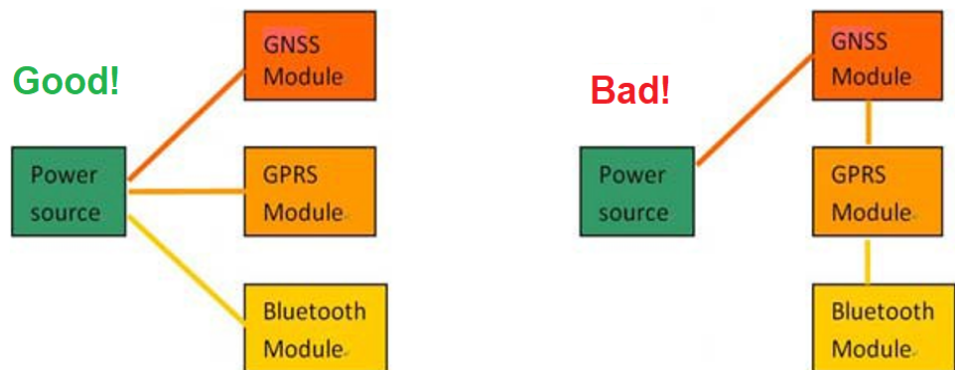 Good!
GNSS
Module
Power
source
GPRS
Module
Bluetooth
Module
Bad!
GNSS
Module
Power
source
GPRS
Module
Bluetooth
Module